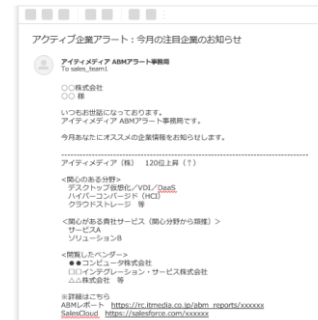 アクティブ企業アラート：今月の注目企業のお知らせ
アイティメディア ABMアラート事務局
To sales_team1
〇〇株式会社
〇〇 様
いつもお世話になっております。
アイティメディア ABMアラート事務局です。
今月あなたにオススメの企業情報をお知らせします。
--------------------------------------------------------------------------------
アイティメディア（株） 120位上昇（↑）
<関心のある分野>
デスクトップ仮想化／VDI／DaaS
ハイパーコンバージド（HCI）
クラウドストレージ 等
＜関心がある貴社サービス（関心分野から類推）＞
サービスA
ソリューションB
<閲覧したベンダー>
●●コンピュータ株式会社
□□インテグレーション・サービス株式会社
△△株式会社 等
※詳細はこちら
ABMレポート https://rc.itmedia.co.jp/abm_reports/xxxxxx
SalesCloud https://salesforce.com/xxxxxx